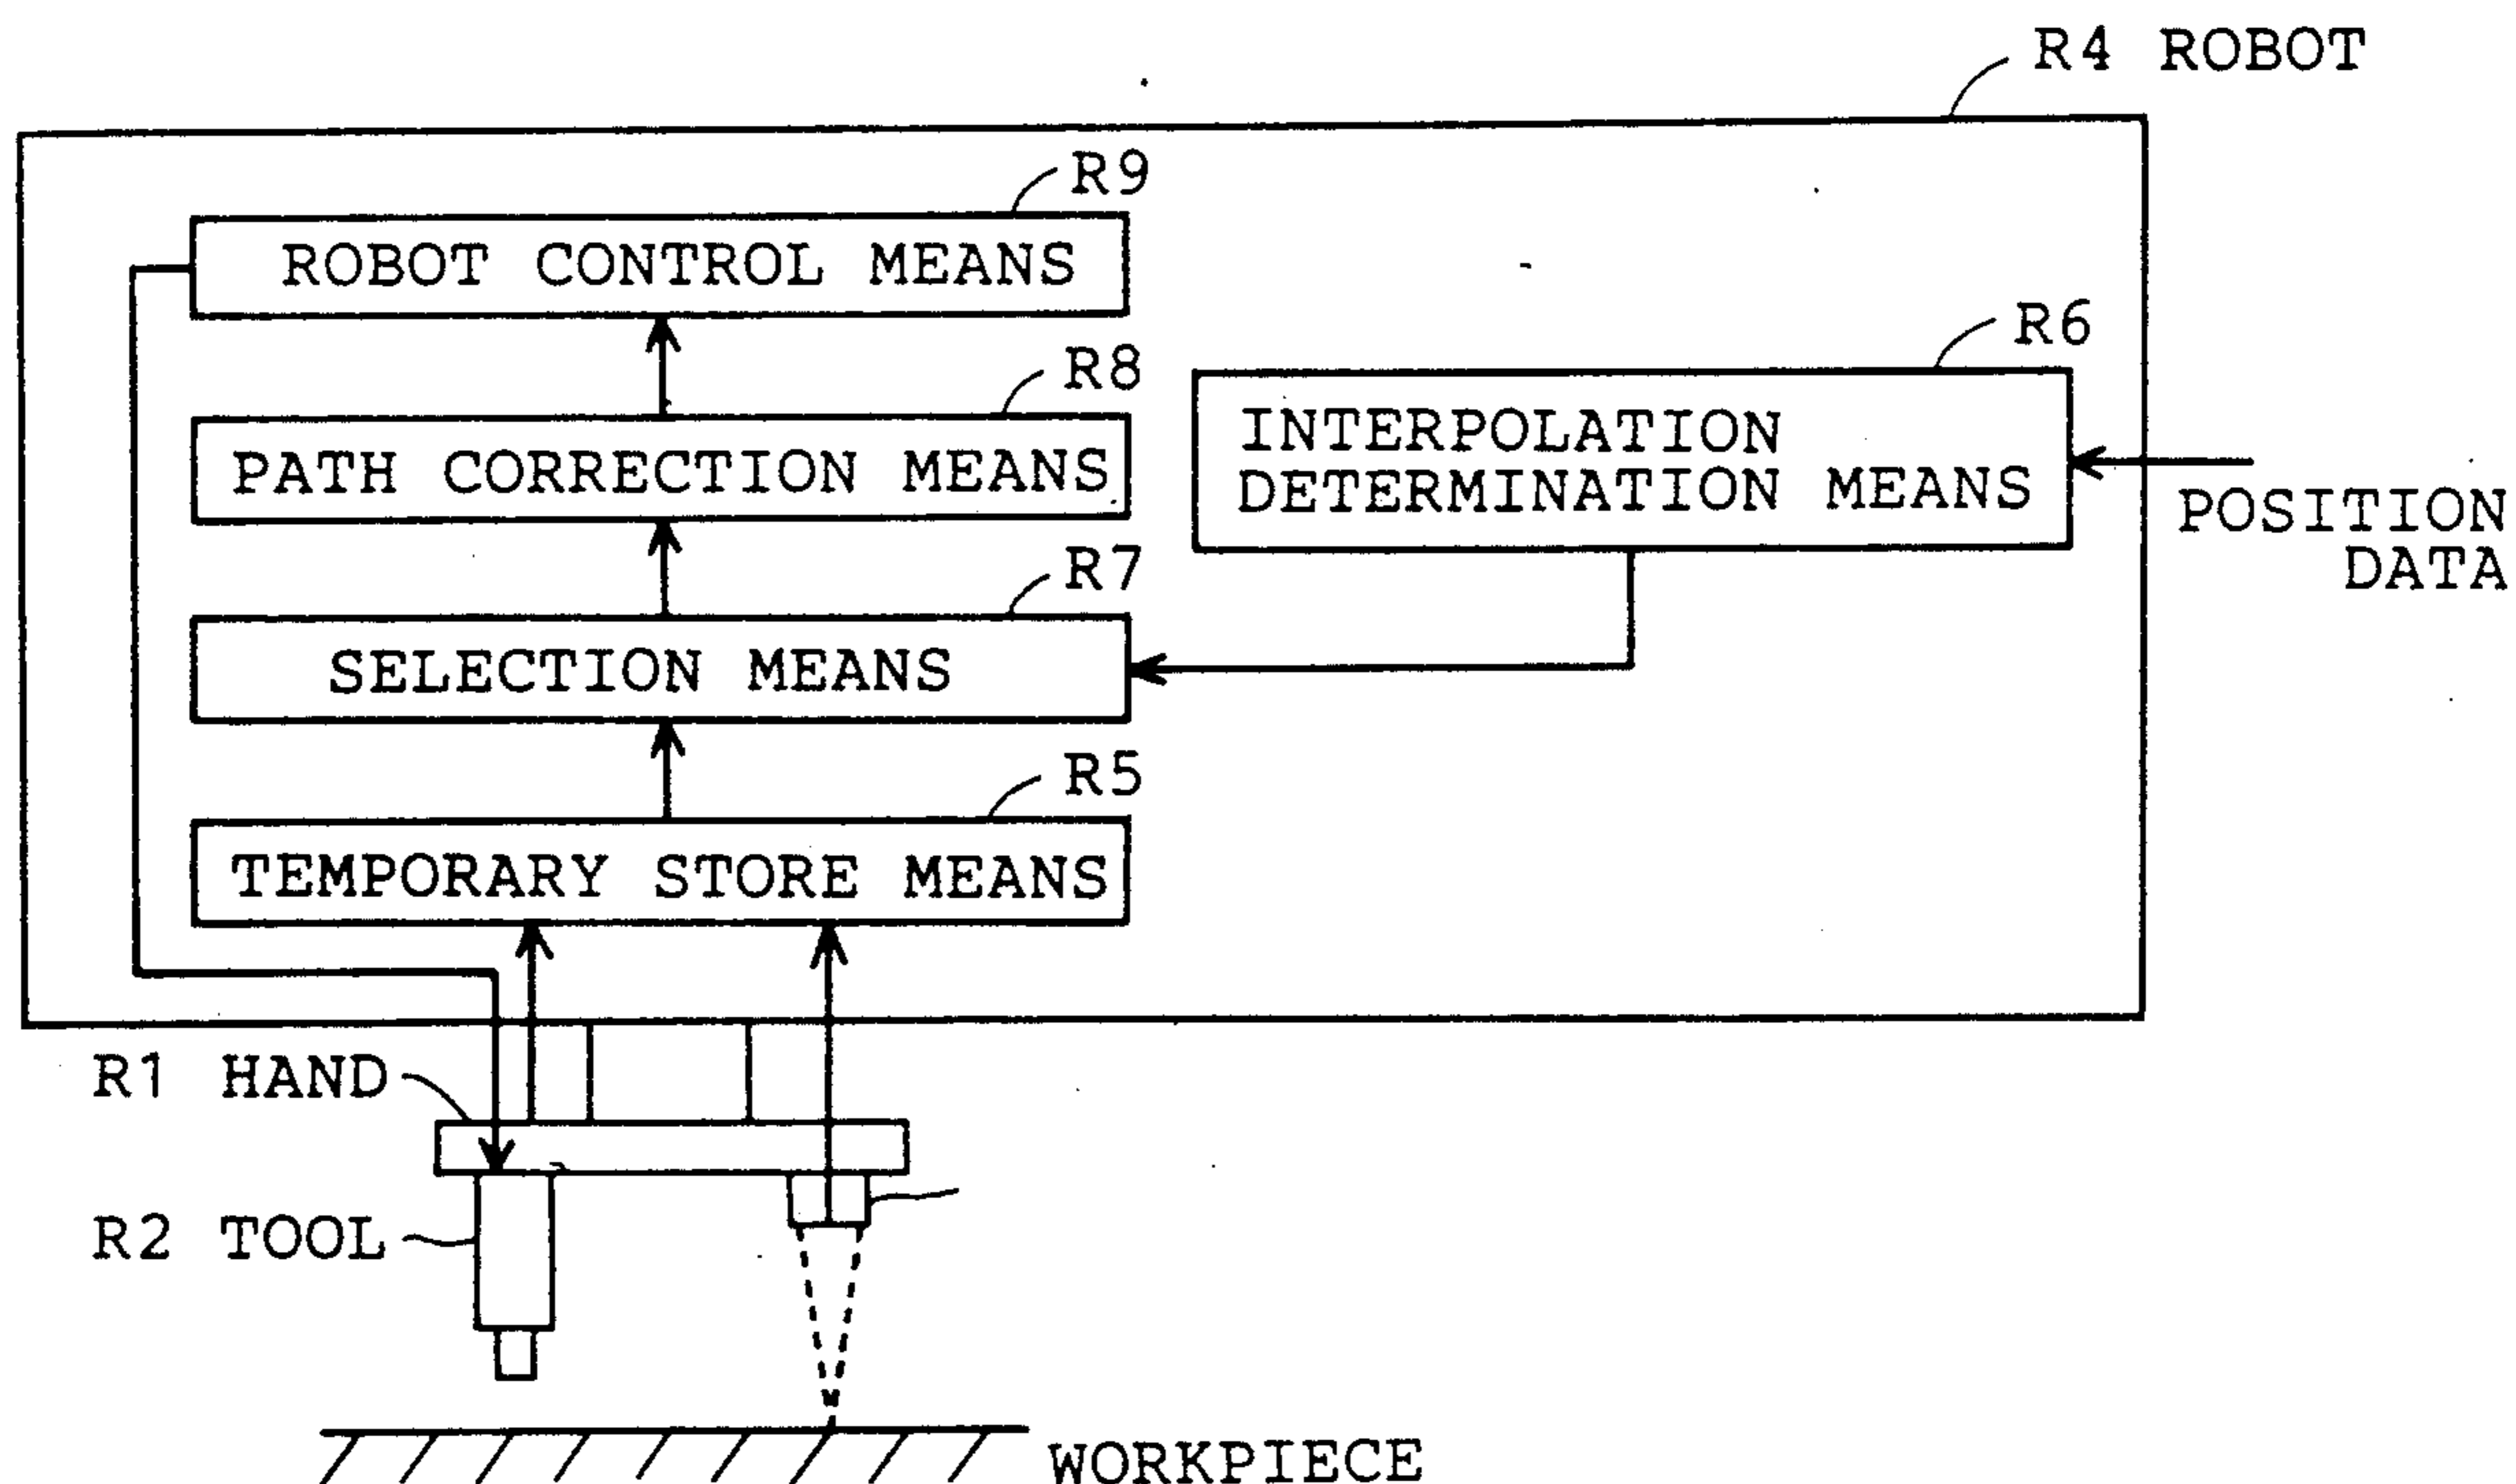 R4 ROBOT
R9
ROBOT CONTROL MEANS
R6
R8
INTERPOLATION
DETERMINATION MEANS
PATH CORRECTION MEANS
POSITION
DATA
R7
SELECTION MEANS
R5
TEMPORARY STORE MEANS
R1 HAND
R2 TOOL
WORKPIECE